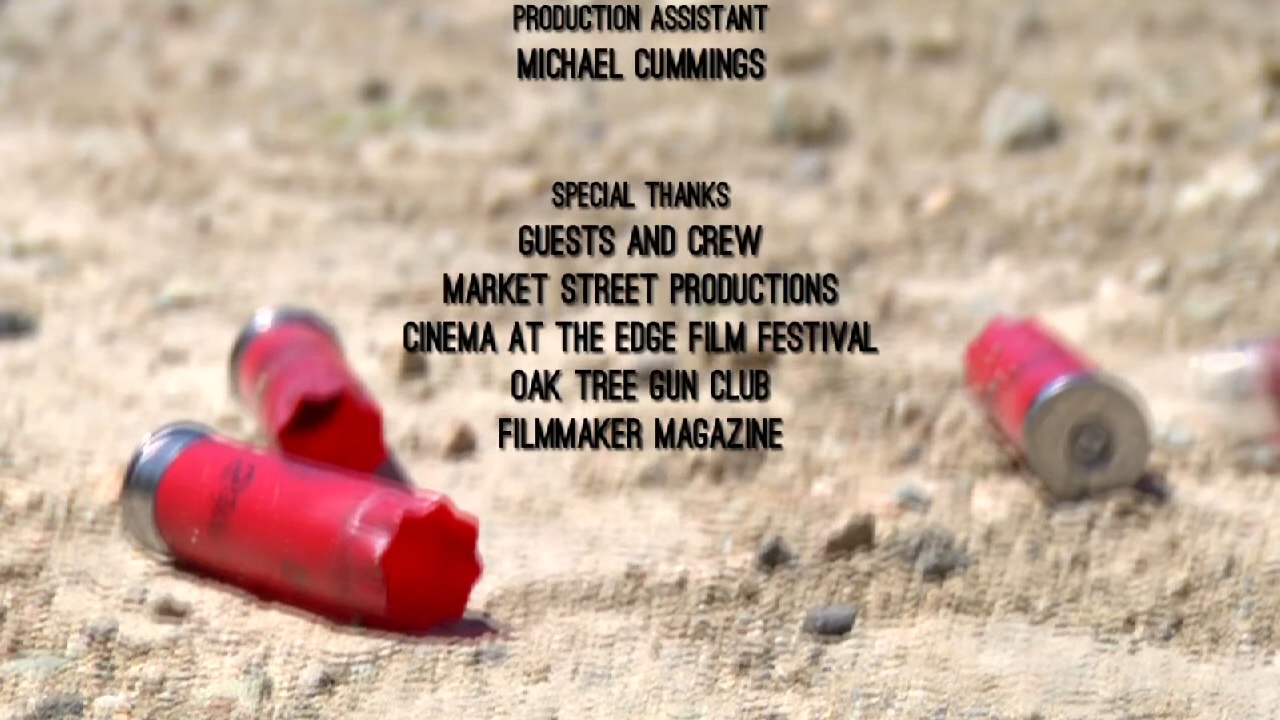 PRODUCTION ASSISTANT
MICHAEL CUMMINGS
SPECIAL THANKS
GUESTS AND CREW
MARKET STREET PRODUCTIONS
CINEMA AT THE EDGE FILM FESTIVAL
OAK TREE GUN CLUB
FILMMAKER MAGAZINE